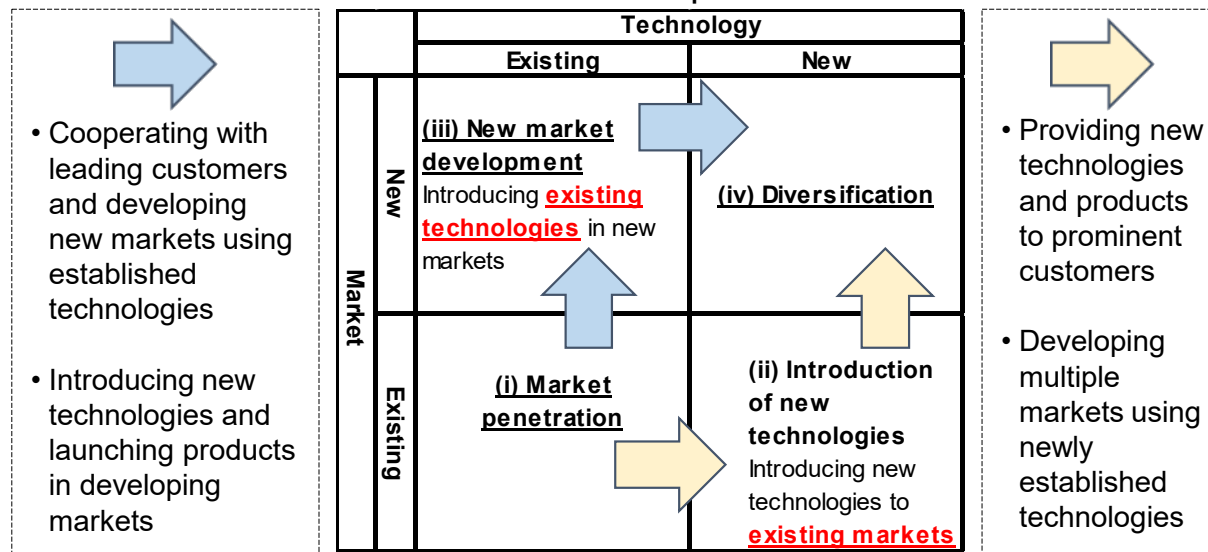 • Cooperating with
leading customers
and developing
new markets using
established
technologies
• Introducing new
technologies and
launching products
in developing
markets
Technology
Existing
New
Market
New
(iii) New market
development
Introducing existing
technologies in new
markets
(iv) Diversification
Existing
(i) Market
penetration
(ii) Introduction
of new
technologies
Introducing new
technologies to
existing markets
• Providing new
technologies
and products
to prominent
customers
• Developing
multiple
markets using
newly
established
technologies